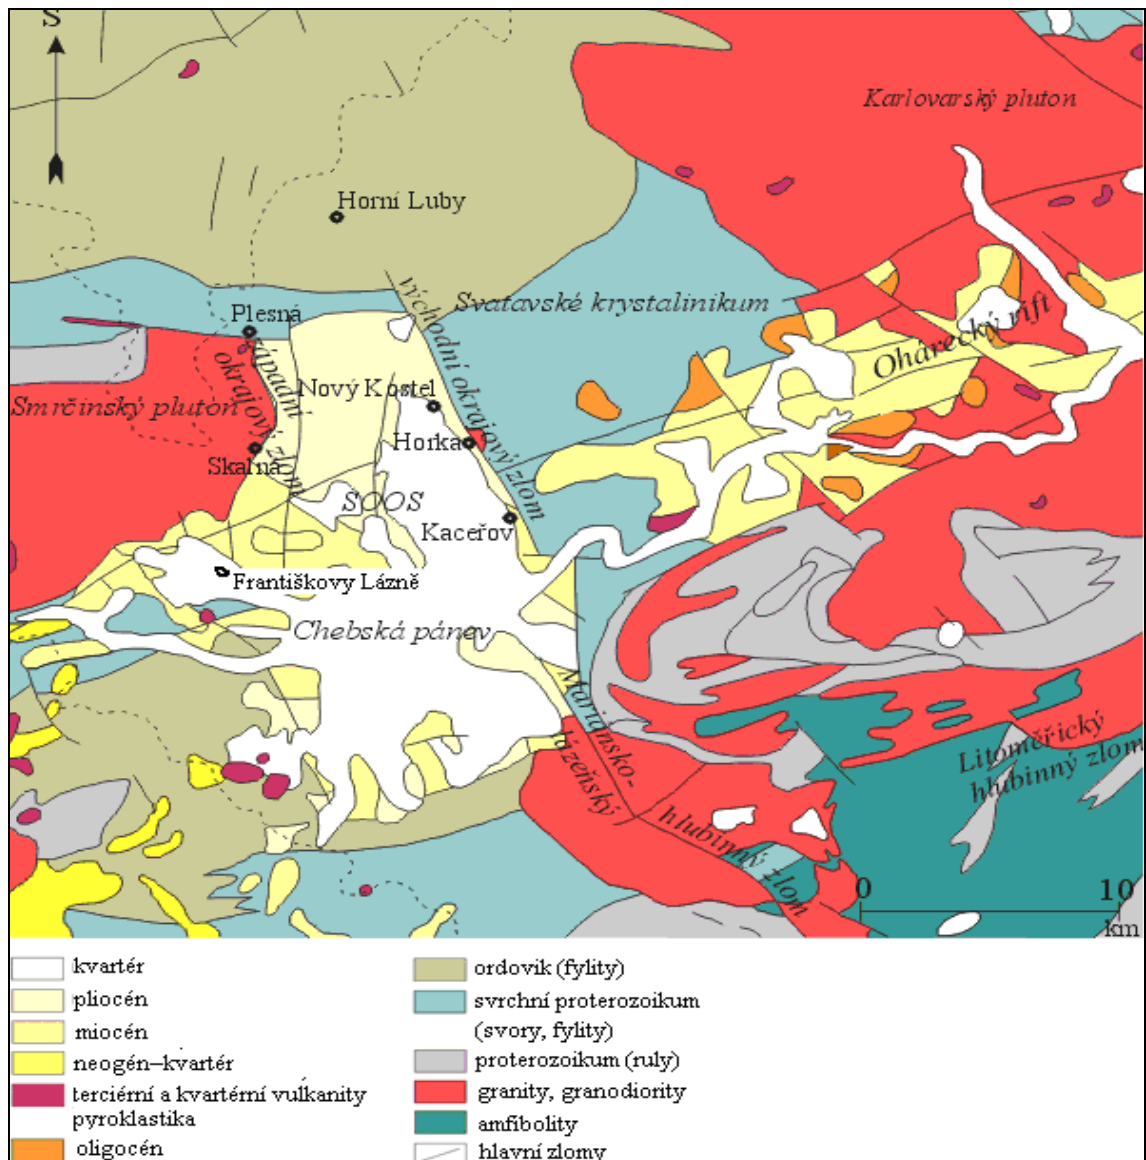 S
Karlovarský pluton
Horní Luby
východní okrajový zlom
Svatavské krystalinikum
Plesná
západní
okrajový zlom
Ohárecký rift
Nový Kostel
Smrčinský pluton
Horka
Skalná
SOOS
Kaceřov
Františkovy Lázně
Chebská pánev
Mariánsko-
lázeňský
hlubinný zlom
Litoměřický
hlubinný zlom
0 10
km
kvartér
pliocén
miocén
neogén–kvartér
terciérní a kvartérní vulkanity
pyroklastika
oligocén
ordovik (fylity)
svrchní proterozoikum
(svory, fylity)
proterozoikum (ruly)
granity, granodiority
amfibolity
hlavní zlomy